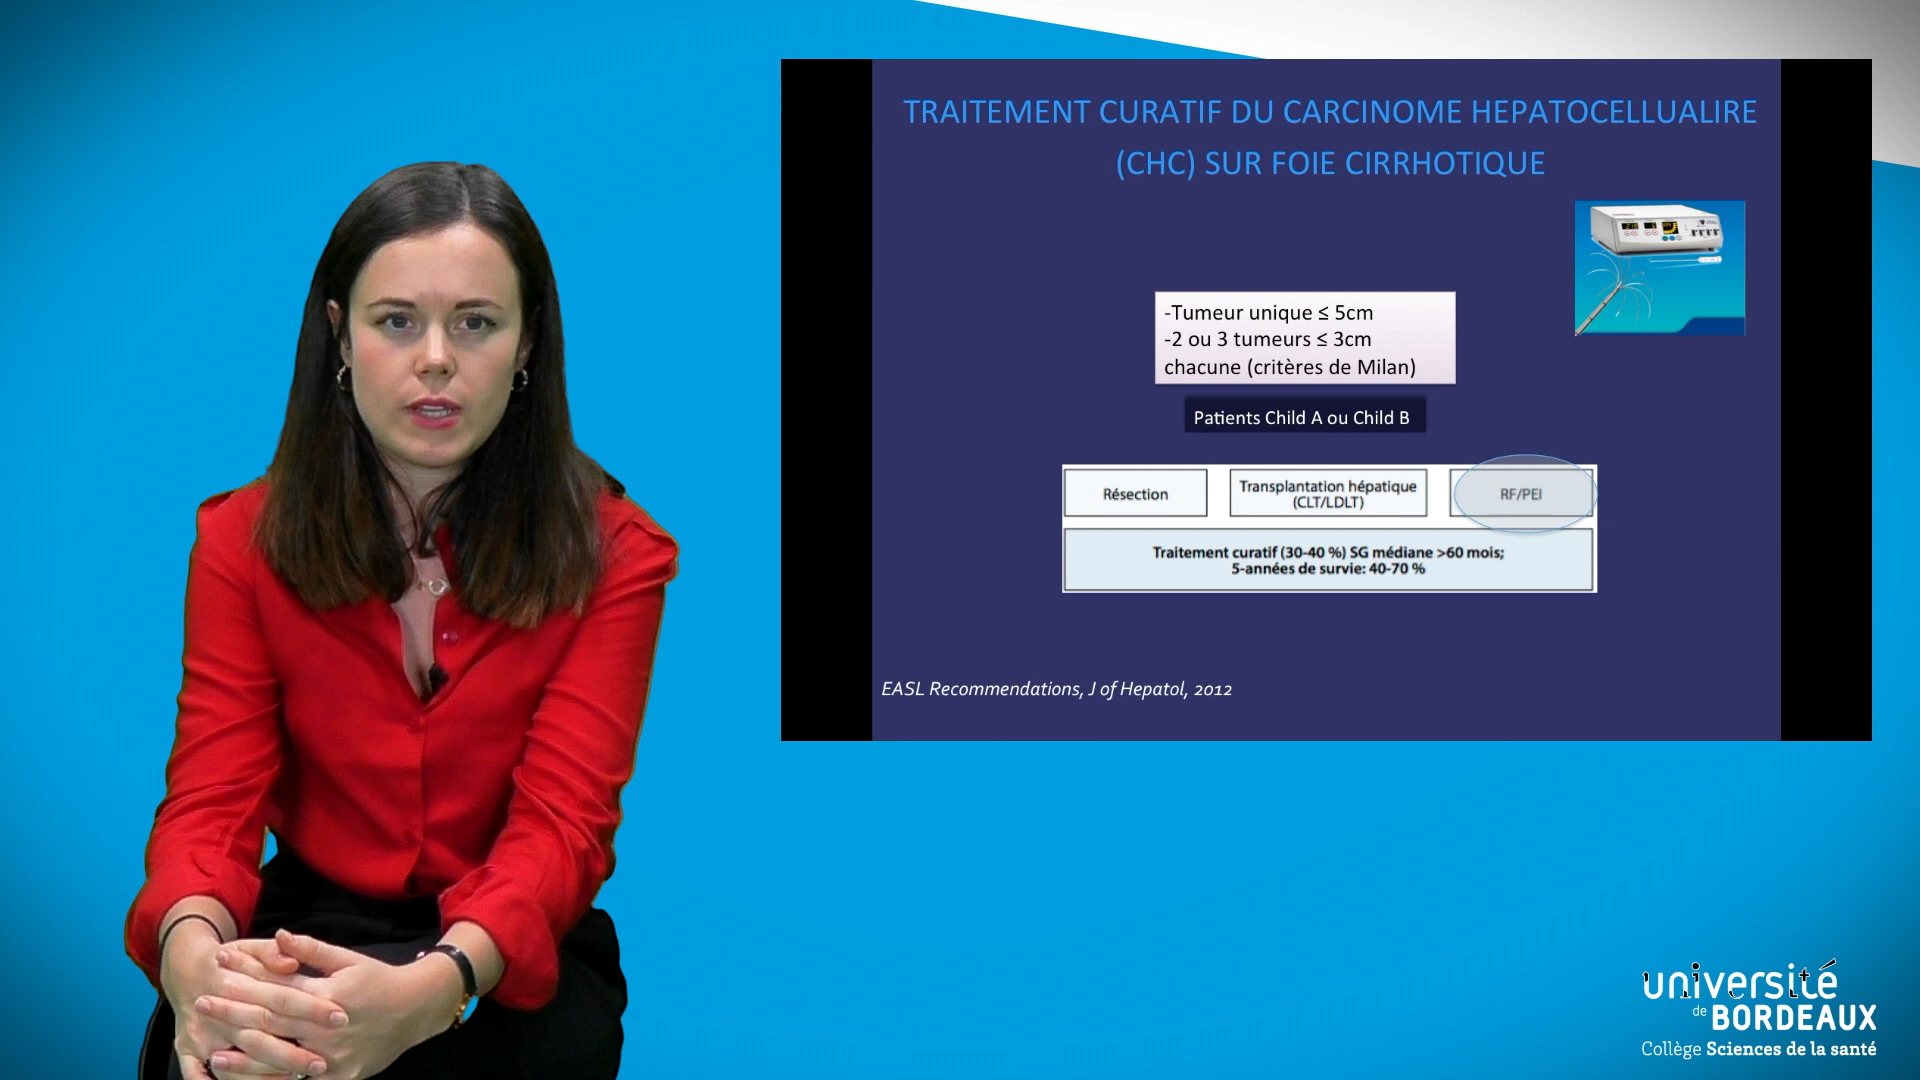 TRAITEMENT CURATIF DU CARCINOME HEPATOCELLUALIRE
(CHC) SUR FOIE CIRRHOTIQUE
-Tumeur unique ≤ 5cm
-2 ou 3 tumeurs ≤ 3cm
chacune (critères de Milan)
Patients Child A ou Child B
Résection
Transplantation hépatique
(CLT/LDLT)
RF/PEI
Traitement curatif (30-40 %) SG médiane >60 mois;
5-années de survie: 40-70 %
EASL Recommendations, J of Hepatol, 2012
université
de BORDEAUX
Collège Sciences de la santé